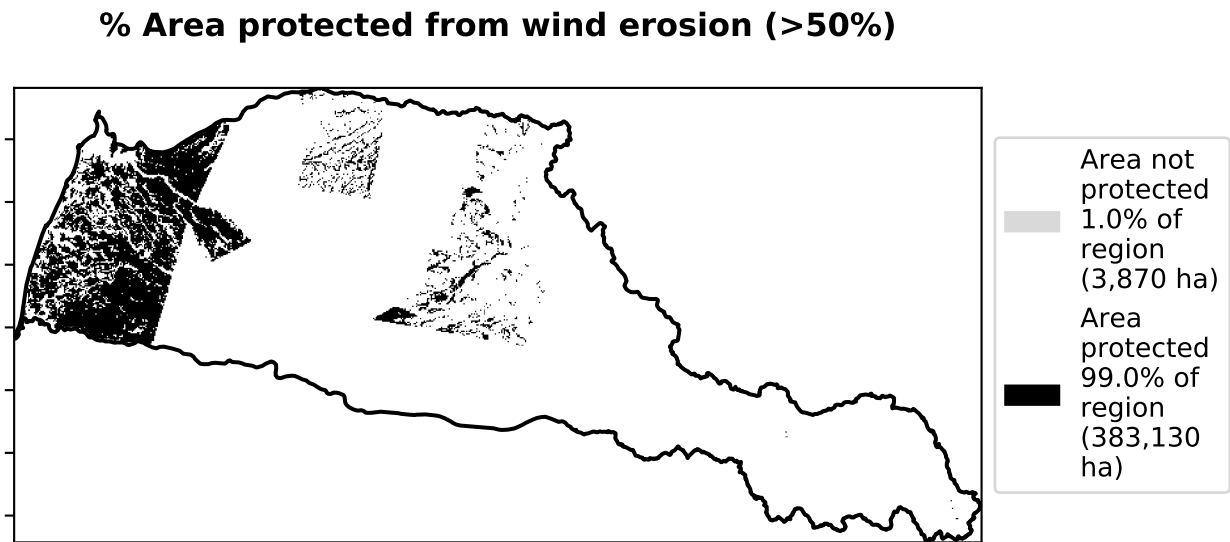 % Area protected from wind erosion (>50%)
Area not
protected
1.0% of
region
(3,870 ha)
Area
protected
99.0% of
region
(383,130
ha)